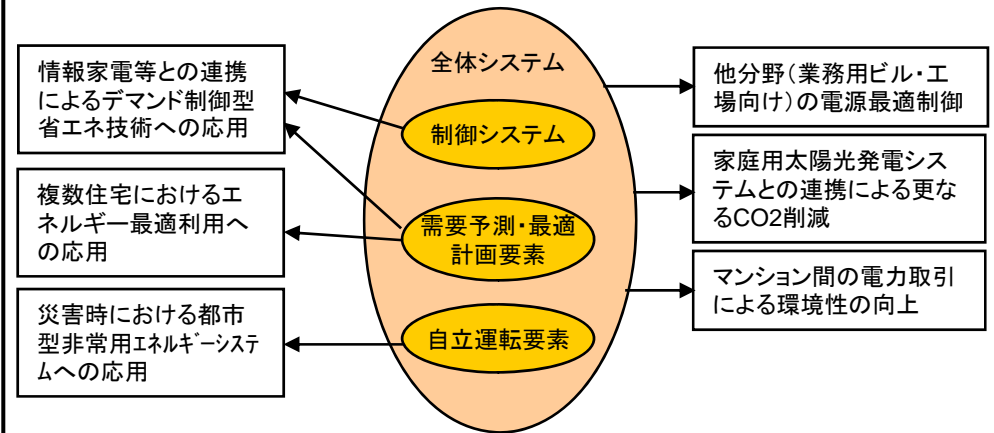 情報家電等との連携
によるデマンド制御型
省エネ技術への応用
複数住宅におけるエ
ネルギー最適利用へ
の応用
災害時における都市
型非常用ｴﾈﾙｷﾞｰｼｽﾃ
ﾑへの応用
全体システム
制御システム
需要予測・最適
計画要素
自立運転要素
他分野（業務用ビル・工
場向け）の電源最適制御
家庭用太陽光発電シス
テムとの連携による更な
るCO2削減
マンション間の電力取引
による環境性の向上